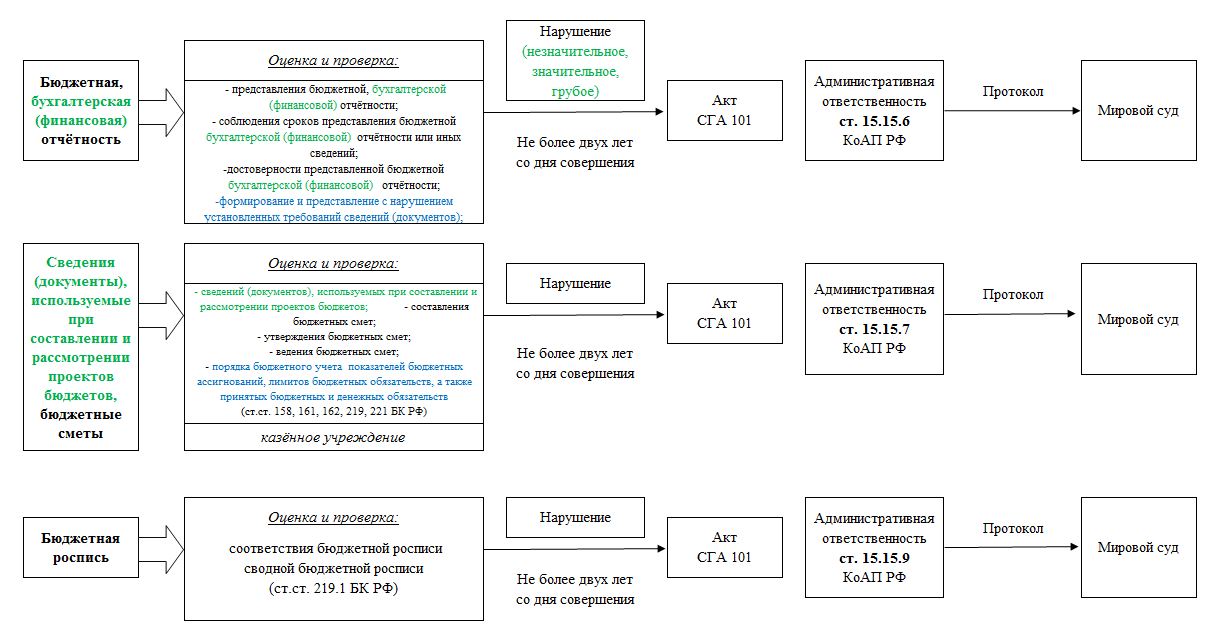 Бюджетная,
бухгалтерская
(финансовая)
отчётность
Оценка и проверка:
- представления бюджетной, бухгалтерской
(финансовой) отчётности;
- соблюдения сроков представления бюджетной
бухгалтерской (финансовой) отчётности или иных
сведений;
-достоверности представленной бюджетной
бухгалтерской (финансовой) отчётности;
-формирование и представление с нарушением
установленных требований сведений (документов);
Нарушение
(незначительное,
значительное,
грубое)
Не более двух лет
со дня совершения
Акт
СГА 101
Административная
ответственность
ст. 15.15.6
КоАП РФ
Протокол
Мировой суд
Сведения
(документы),
используемые
при
составлении и
рассмотрении
проектов
бюджетов,
бюджетные
сметы
Оценка и проверка:
- сведений (документов), используемых при составлении и
рассмотрении проектов бюджетов; - составления
бюджетных смет;
- утверждения бюджетных смет;
- ведения бюджетных смет;
- порядка бюджетного учета показателей бюджетных
ассигнований, лимитов бюджетных обязательств, а также
принятых бюджетных и денежных обязательств
(ст.ст. 158, 161, 162, 219, 221 БК РФ)
казённое учреждение
Нарушение
Не более двух лет
со дня совершения
Акт
СГА 101
Административная
ответственность
ст. 15.15.7
КоАП РФ
Протокол
Мировой суд
Бюджетная
роспись
Оценка и проверка:
соответствия бюджетной росписи
сводной бюджетной росписи
(ст.ст. 219.1 БК РФ)
Нарушение
Не более двух лет
со дня совершения
Акт
СГА 101
Административная
ответственность
ст. 15.15.9
КоАП РФ
Протокол
Мировой суд